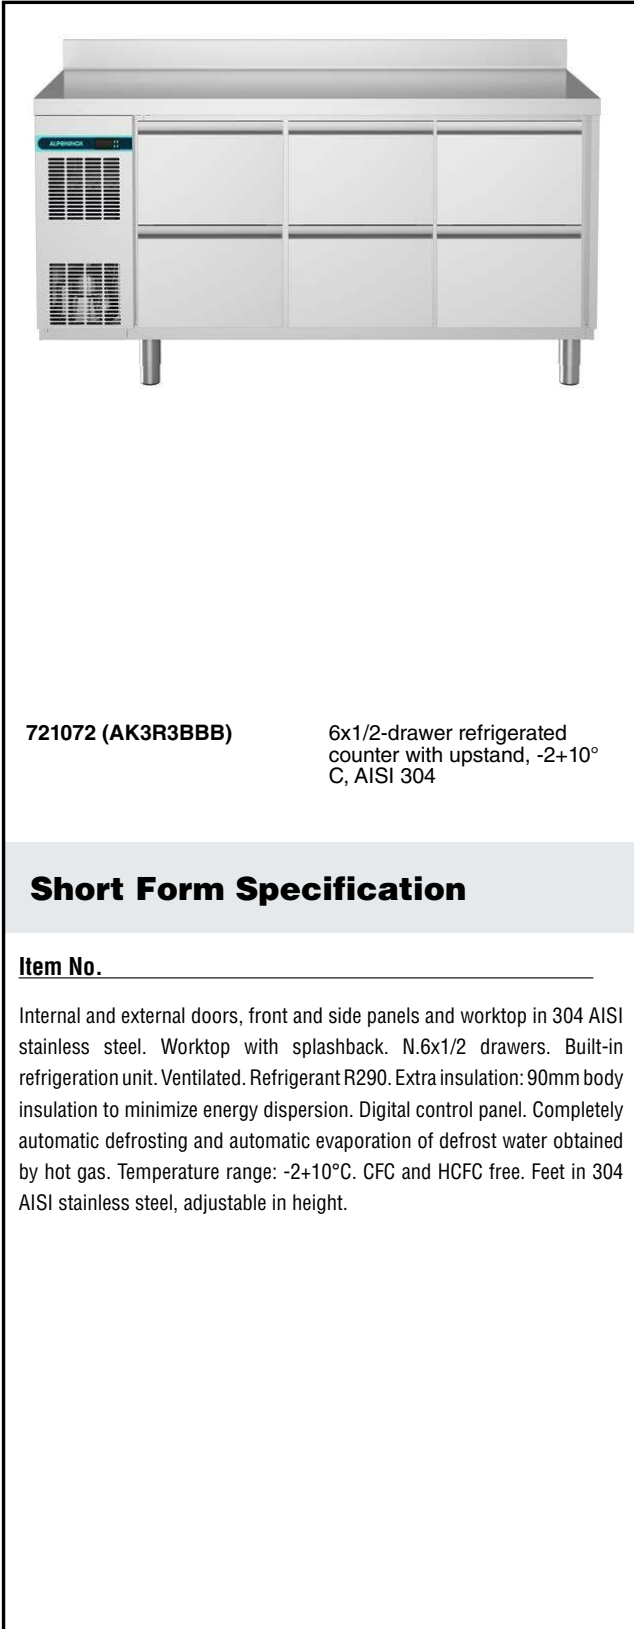 ALPENINOX
721072 (AK3R3BBB)
6x1/2-drawer refrigerated
counter with upstand, -2+10°
C, AISI 304
Short Form Specification
Item No.
Internal and external doors, front and side panels and worktop in 304 AISI
stainless steel. Worktop with splashback. N.6x1/2 drawers. Built-in
refrigeration unit. Ventilated. Refrigerant R290. Extra insulation: 90mm body
insulation to minimize energy dispersion. Digital control panel. Completely
automatic defrosting and automatic evaporation of defrost water obtained
by hot gas. Temperature range: -2+10°C. CFC and HCFC free. Feet in 304
AISI stainless steel, adjustable in height.